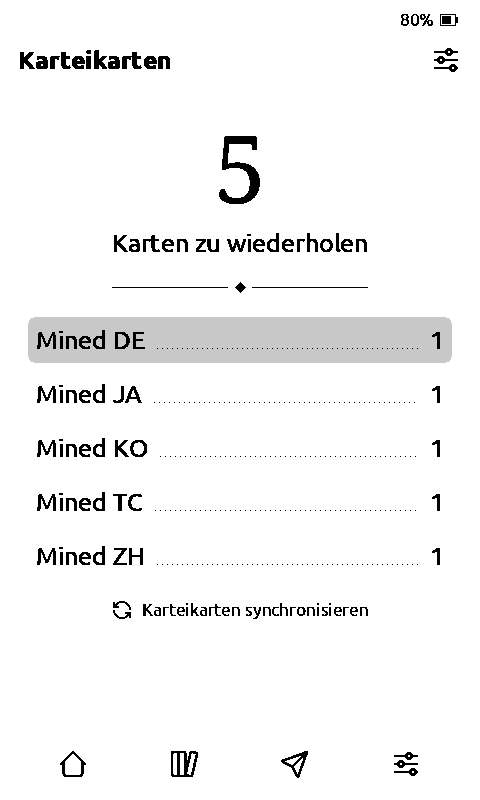 80%
Karteikarten
5
Karten zu wiederholen
Mined DE 1
Mined JA 1
Mined KO 1
Mined TC 1
Mined ZH 1
Karteikarten synchronisieren